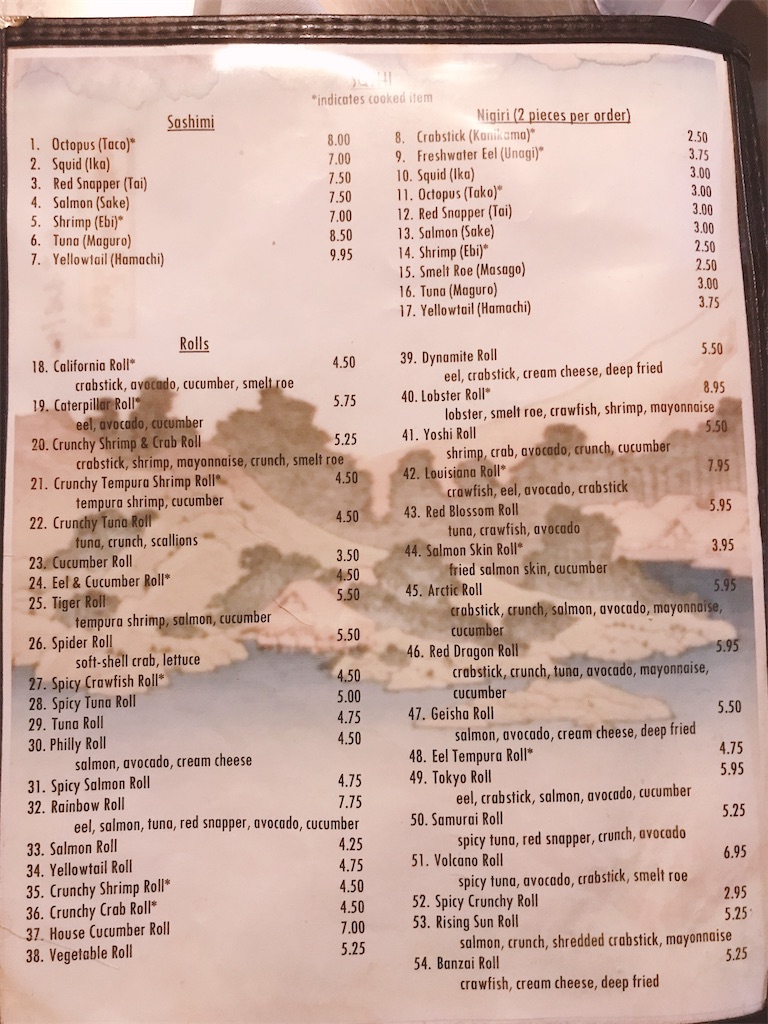 *indicates cooked item
Sashimi
1. Octopus (Taco)* 8.00
2. Squid (Ika) 7.00
3. Red Snapper (Tai) 7.50
4. Salmon (Sake) 7.50
5. Shrimp (Ebi)* 7.00
6. Tuna (Maguro) 8.50
7. Yellowtail (Hamachi) 9.95
Nigiri (2 pieces per order)
8. Crabstick (Kanikama)* 2.50
9. Freshwater Eel (Unagi)* 3.75
10. Squid (Ika) 3.00
11. Octopus (Tako)* 3.00
12. Red Snapper (Tai) 3.00
13. Salmon (Sake) 3.00
14. Shrimp (Ebi)* 2.50
15. Smelt Roe (Masago) 2.50
16. Tuna (Maguro) 3.00
17. Yellowtail (Hamachi) 3.75
Rolls
18. California Roll* 4.50
crabstick, avocado, cucumber, smelt roe
19. Caterpillar Roll* 5.75
eel, avocado, cucumber
20. Crunchy Shrimp & Crab Roll 5.25
crabstick, shrimp, mayonnaise, crunch, smelt roe
21. Crunchy Tempura Shrimp Roll* 4.50
tempura shrimp, cucumber
22. Crunchy Tuna Roll 4.50
tuna, crunch, scallions
23. Cucumber Roll 3.50
24. Eel & Cucumber Roll* 4.50
25. Tiger Roll 5.50
tempura shrimp, salmon, cucumber
26. Spider Roll 5.50
soft-shell crab, lettuce
27. Spicy Crawfish Roll* 4.50
28. Spicy Tuna Roll 5.00
29. Tuna Roll 4.75
30. Philly Roll 4.50
salmon, avocado, cream cheese
31. Spicy Salmon Roll 4.75
32. Rainbow Roll 7.75
eel, salmon, tuna, red snapper, avocado, cucumber
33. Salmon Roll 4.25
34. Yellowtail Roll 4.75
35. Crunchy Shrimp Roll* 4.50
36. Crunchy Crab Roll* 4.50
37. House Cucumber Roll 7.00
38. Vegetable Roll 5.25
39. Dynamite Roll 5.50
eel, crabstick, cream cheese, deep fried
40. Lobster Roll* 8.95
lobster, smelt roe, crawfish, shrimp, mayonnaise
41. Yoshi Roll 5.50
shrimp, crab, avocado, crunch, cucumber
42. Louisiana Roll* 7.95
crawfish, eel, avocado, crabstick
43. Red Blossom Roll 5.95
tuna, crawfish, avocado
44. Salmon Skin Roll* 3.95
fried salmon skin, cucumber
45. Arctic Roll 5.95
crabstick, crunch, salmon, avocado, mayonnaise,
cucumber
46. Red Dragon Roll 5.95
crabstick, crunch, tuna, avocado, mayonnaise,
cucumber
47. Geisha Roll 5.50
salmon, avocado, cream cheese, deep fried
48. Eel Tempura Roll* 4.75
49. Tokyo Roll 5.95
eel, crabstick, salmon, avocado, cucumber
50. Samurai Roll 5.25
spicy tuna, red snapper, crunch, avocado
51. Volcano Roll 6.95
spicy tuna, avocado, crabstick, smelt roe
52. Spicy Crunchy Roll 2.95
53. Rising Sun Roll 5.25
salmon, crunch, shredded crabstick, mayonnaise
54. Banzai Roll 5.25
crawfish, cream cheese, deep fried